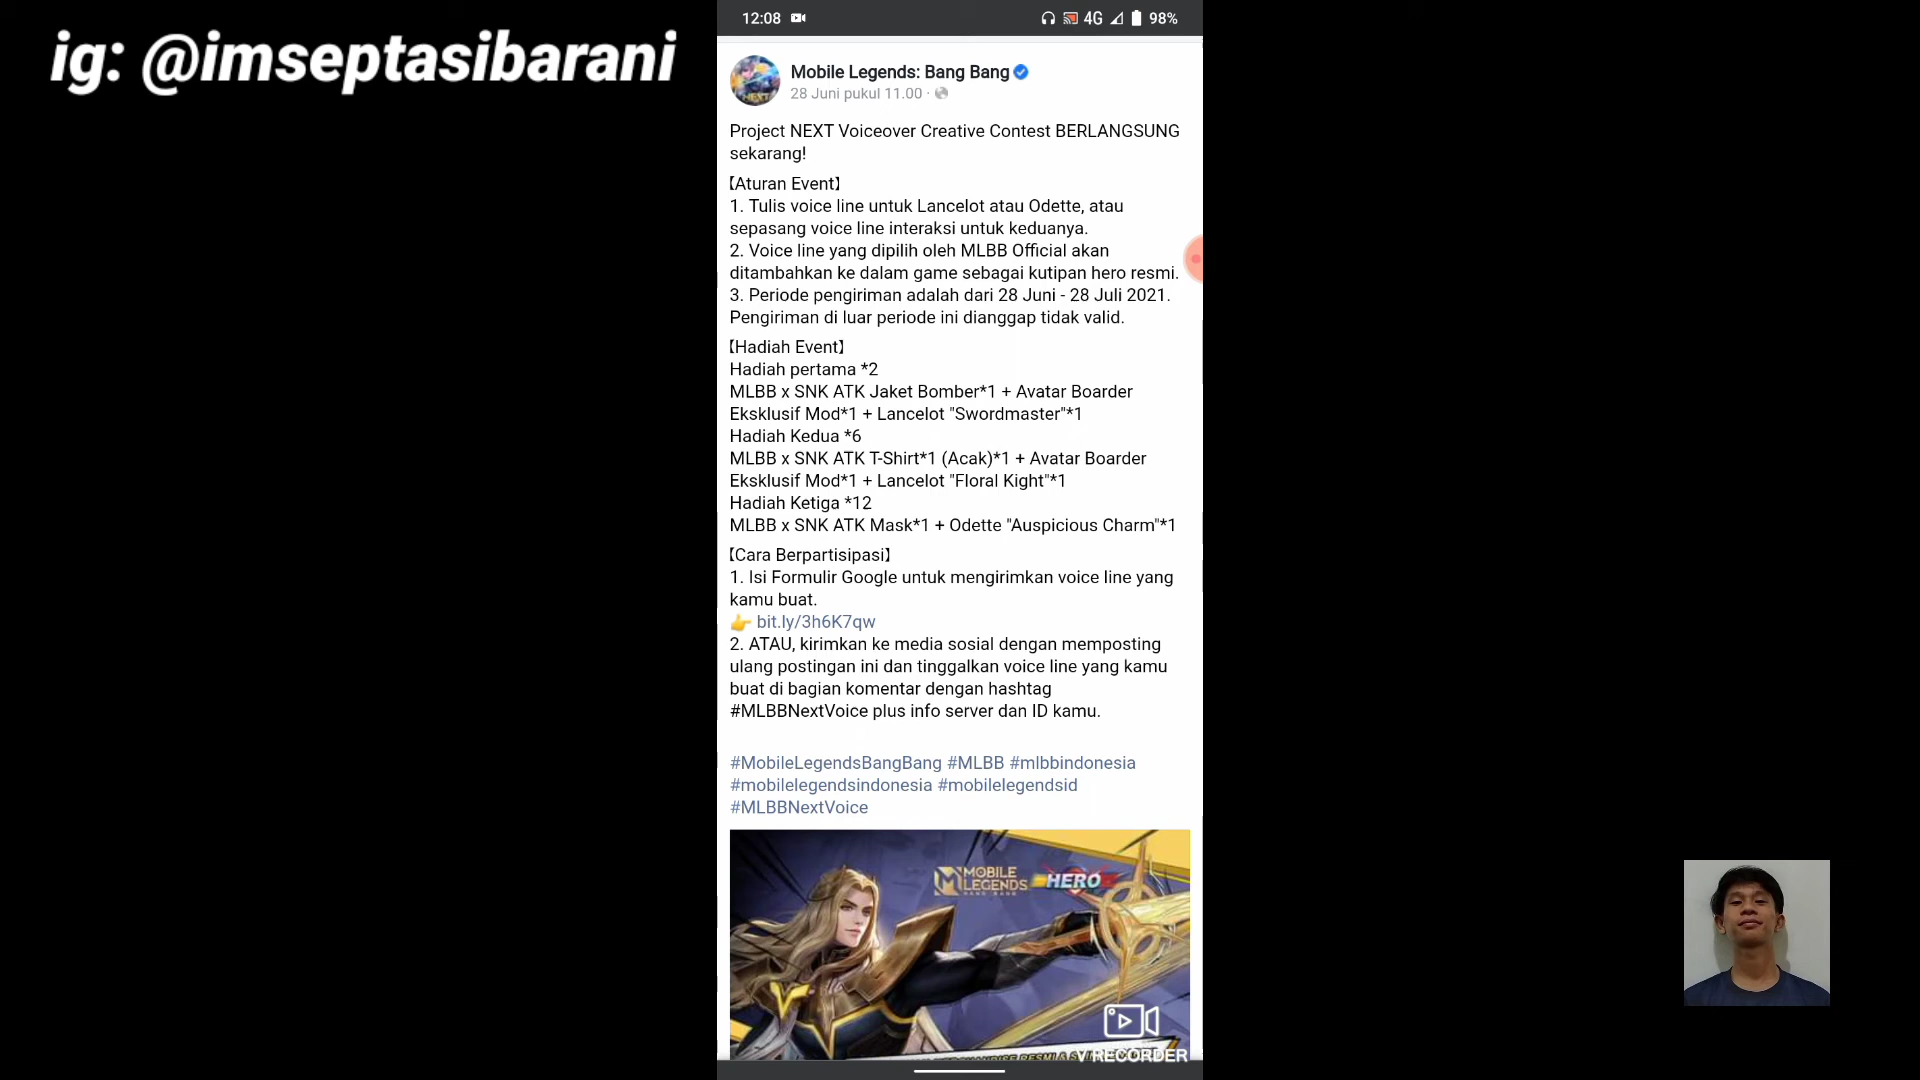 ig: @imseptasibarani
12:08
4G
98%
Mobile Legends: Bang Bang
28 Juni pukul 11.00 ·
Project NEXT Voiceover Creative Contest BERLANGSUNG
sekarang!
【Aturan Event】
1. Tulis voice line untuk Lancelot atau Odette, atau
sepasang voice line interaksi untuk keduanya.
2. Voice line yang dipilih oleh MLBB Official akan
ditambahkan ke dalam game sebagai kutipan hero resmi.
3. Periode pengiriman adalah dari 28 Juni - 28 Juli 2021.
Pengiriman di luar periode ini dianggap tidak valid.
【Hadiah Event】
Hadiah pertama *2
MLBB x SNK ATK Jaket Bomber*1 + Avatar Boarder
Eksklusif Mod*1 + Lancelot "Swordmaster"*1
Hadiah Kedua *6
MLBB x SNK ATK T-Shirt*1 (Acak)*1 + Avatar Boarder
Eksklusif Mod*1 + Lancelot "Floral Kight"*1
Hadiah Ketiga *12
MLBB x SNK ATK Mask*1 + Odette "Auspicious Charm"*1
【Cara Berpartisipasi】
1. Isi Formulir Google untuk mengirimkan voice line yang
kamu buat.
👉 bit.ly/3h6K7qw
2. ATAU, kirimkan ke media sosial dengan memposting
ulang postingan ini dan tinggalkan voice line yang kamu
buat di bagian komentar dengan hashtag
#MLBBNextVoice plus info server dan ID kamu.
#MobileLegendsBangBang #MLBB #mlbbindonesia
#mobilelegendsindonesia #mobilelegendsid
#MLBBNextVoice
MOBILE
LEGENDS
BANG BANG
HERO
V RECORDER